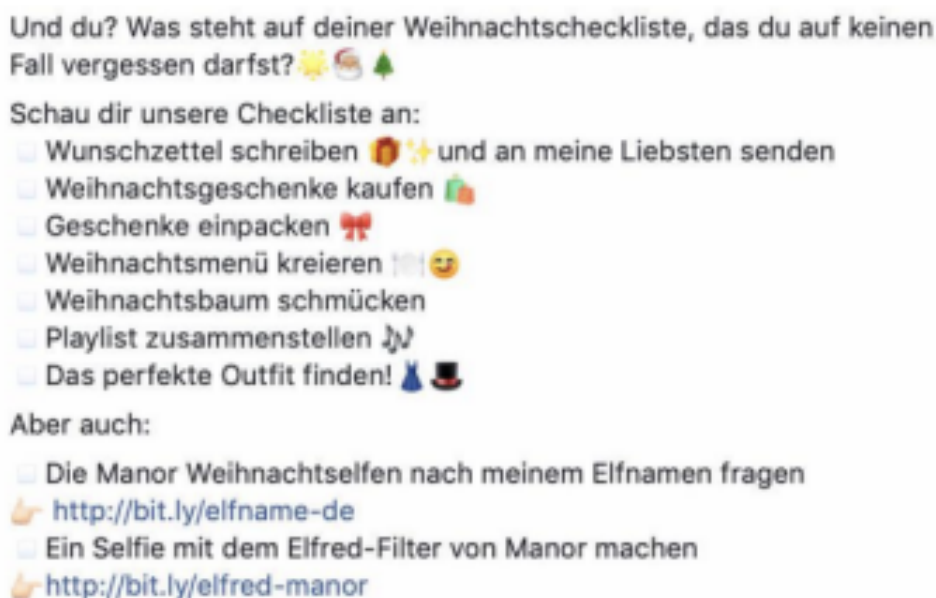 Und du? Was steht auf deiner Weihnachtscheckliste, das du auf keinen
Fall vergessen darfst?🌟🎅🌲
Schau dir unsere Checkliste an:
Wunschzettel schreiben 🎁✨und an meine Liebsten senden
Weihnachtsgeschenke kaufen 🛍️
Geschenke einpacken 🎀
Weihnachtsmenü kreieren 🍽️😋
Weihnachtsbaum schmücken
Playlist zusammenstellen 🎶
Das perfekte Outfit finden! 👗🎩
Aber auch:
Die Manor Weihnachtselfen nach meinem Elfnamen fragen
👉🏻 http://bit.ly/elfname-de
Ein Selfie mit dem Elfred-Filter von Manor machen
👉🏻http://bit.ly/elfred-manor